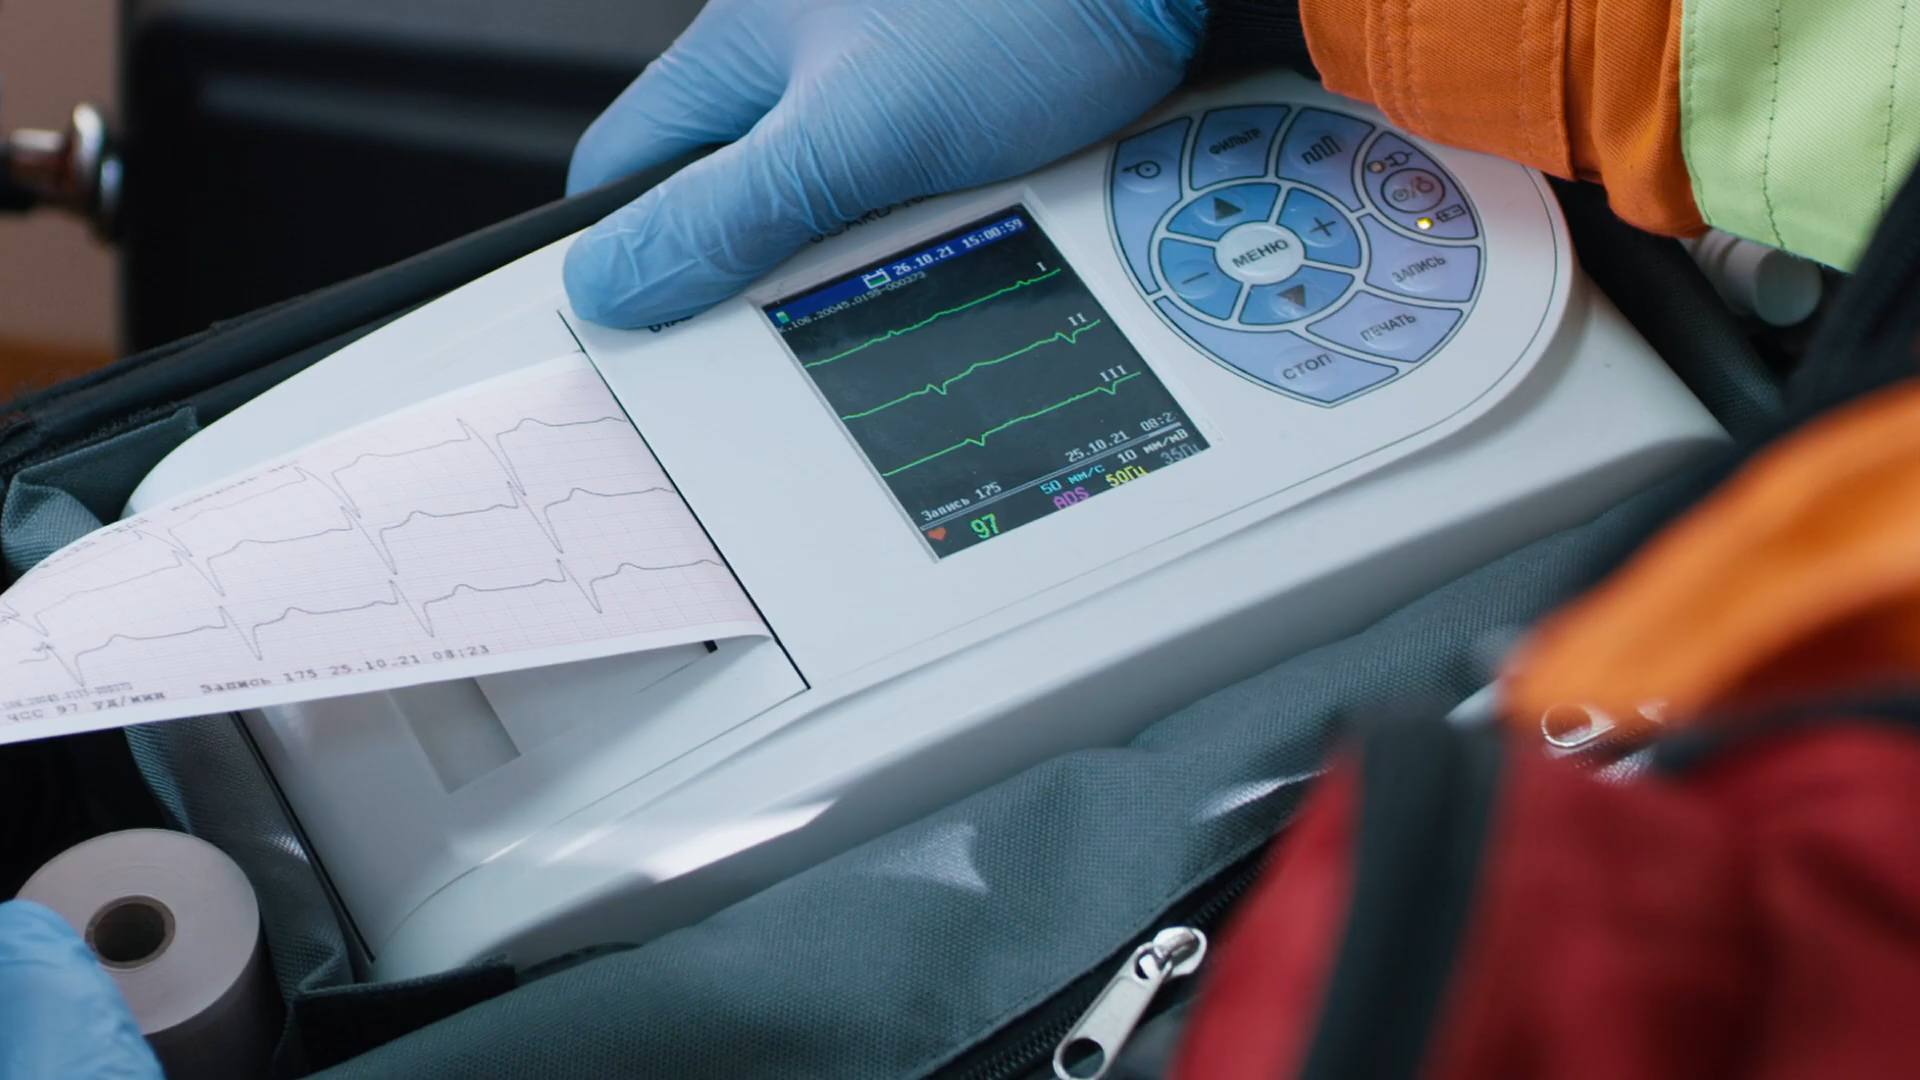 26.10.21 15:00:59
I
II
III
25.10.21 08:2
Запись 175
50 мм/с 10 мм/мВ
ADS 50Гц 35Гц
97
ФИЛЬТР
МЕНЮ
+
−
ЗАПИСЬ
ПЕЧАТЬ
СТОП
Запись 175 25.10.21 08:23
ЧСС 97 уд/мин